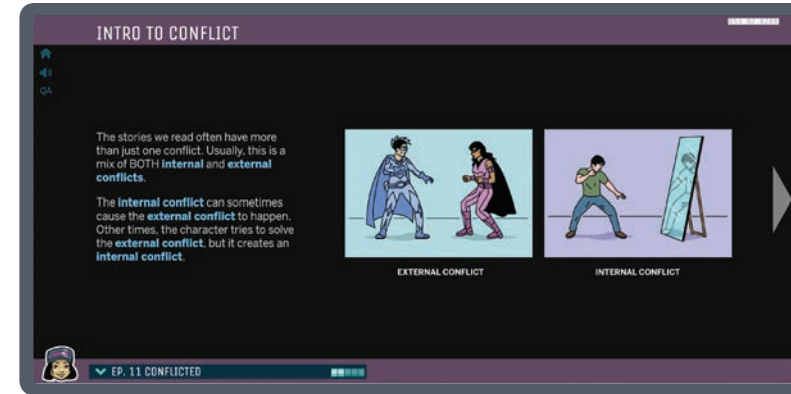 INTRO TO CONFLICT
QA
The stories we read often have more
than just one conflict. Usually, this is a
mix of BOTH internal and external
conflicts.
The internal conflict can sometimes
cause the external conflict to happen.
Other times, the character tries to solve
the external conflict, but it creates an
internal conflict.
EXTERNAL CONFLICT
INTERNAL CONFLICT
EP. 11 CONFLICTED